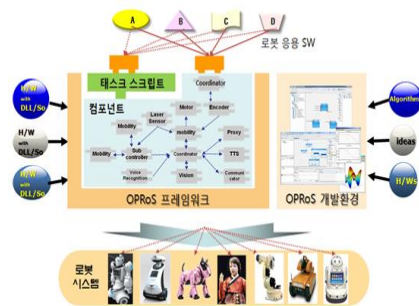 A
B
C
D
로봇 응용 SW
태스크 스크립트
Coordinator
H/W
with
DLL/So
컴포넌트
Laser
Sensor
Motor
Encoder
Algorithm
Mobility
mobility
Proxy
H/W
with
DLL/So
Mobility
Sub
controller
Coordinator
TTS
Ideas
Voice
Recognition
Vision
Communi
cator
H/W
with
DLL/So
H/Ws
OPRoS 프레임워크
OPRoS 개발환경
로봇
시스템